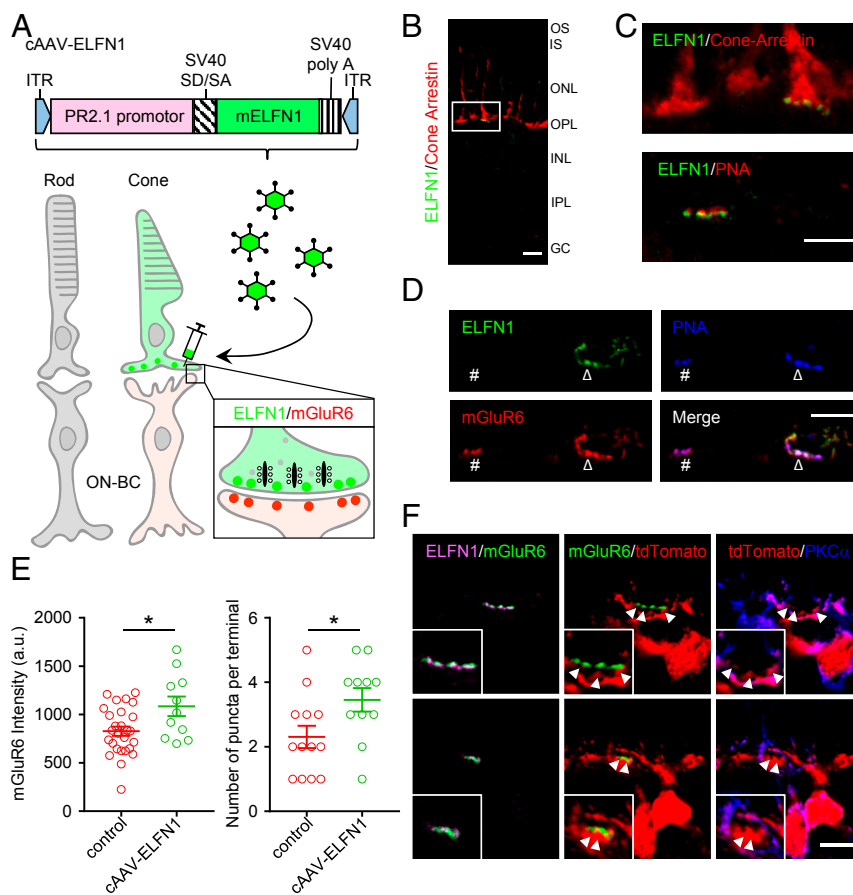 A
cAAV-ELFN1
ITR
SV40
SD/SA
SV40
poly A
ITR
PR2.1 promotor
mELFN1
Rod
Cone
ELFN1/mGluR6
ON-BC
B
ELFN1/Cone Arrestin
OS
IS
ONL
OPL
INL
IPL
GC
C
ELFN1/Cone-Arrestin
ELFN1/PNA
D
ELFN1
#
Δ
PNA
#
Δ
mGluR6
#
Δ
Merge
#
Δ
E
mGluR6 Intensity (a.u.)
2000
1500
1000
500
0
*
control
cAAV-ELFN1
Number of puncta per terminal
6
4
2
0
*
control
cAAV-ELFN1
F
ELFN1/mGluR6
mGluR6/tdTomato
tdTomato/PKCα